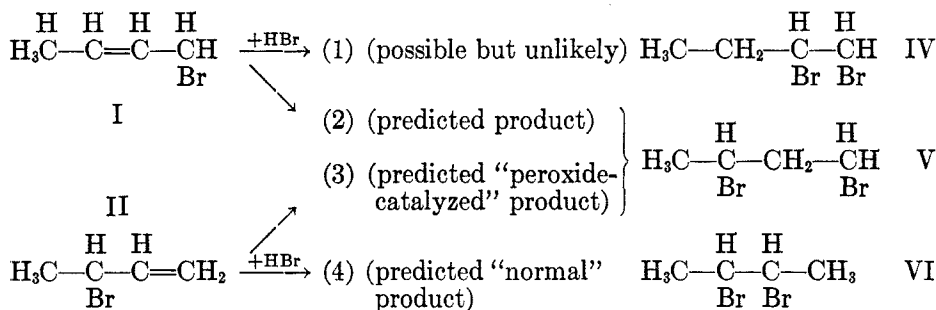 H H H H
H₃C—C=C—CH +HBr→ (1) (possible but unlikely) H₃C—CH₂—C—CH IV
Br Br Br
I
(2) (predicted product)
H H
(3) (predicted "peroxide- H₃C—C—CH₂—CH V
catalyzed" product) Br Br
II
H H H H
H₃C—C—C=CH₂ +HBr→ (4) (predicted "normal" H₃C—C—C—CH₃ VI
Br product) Br Br